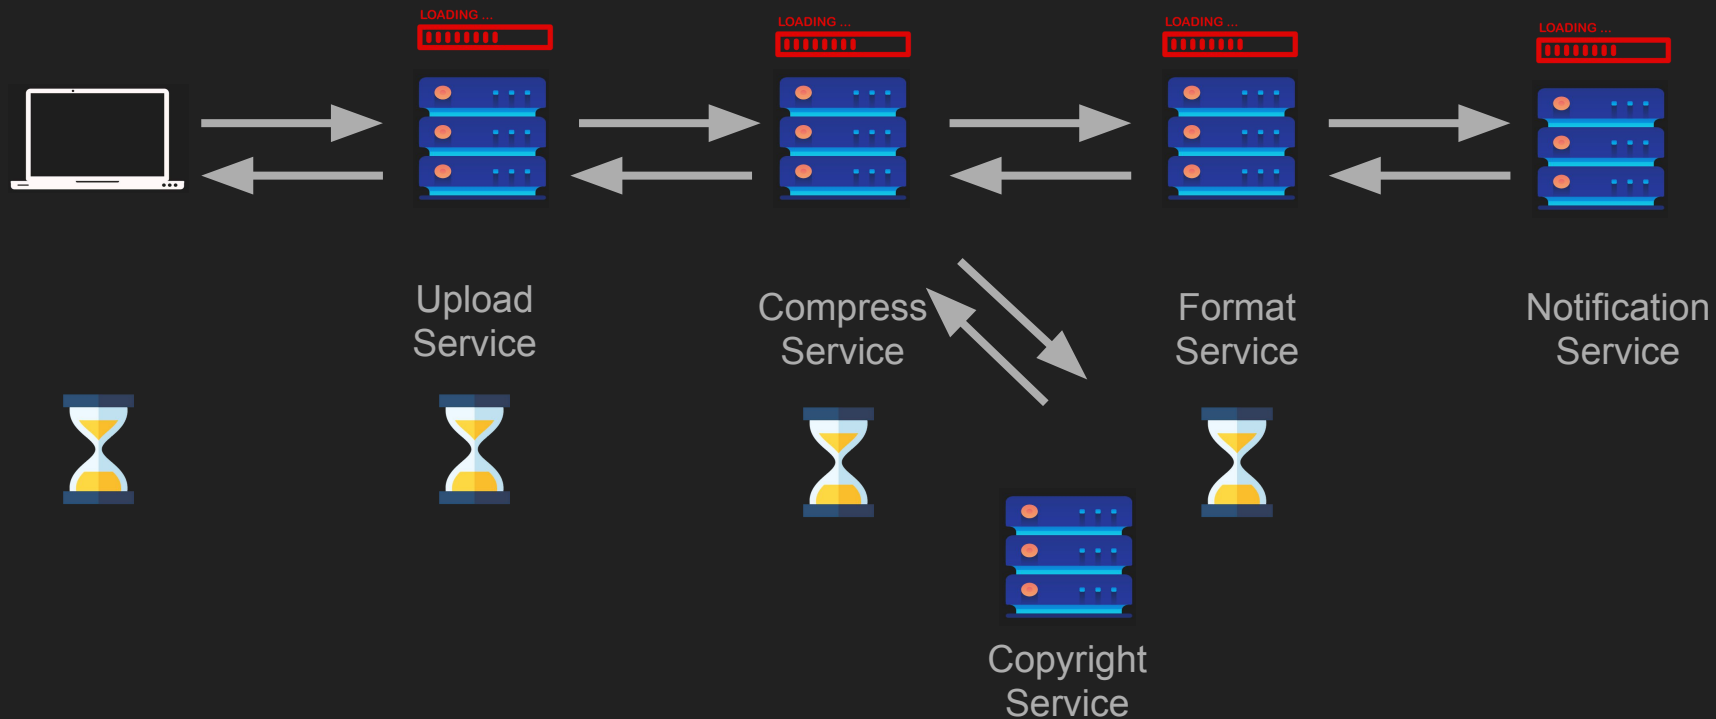 LOADING ...
LOADING ...
LOADING ...
LOADING ...
Upload
Service
Compress
Service
Format
Service
Notification
Service
Copyright
Service